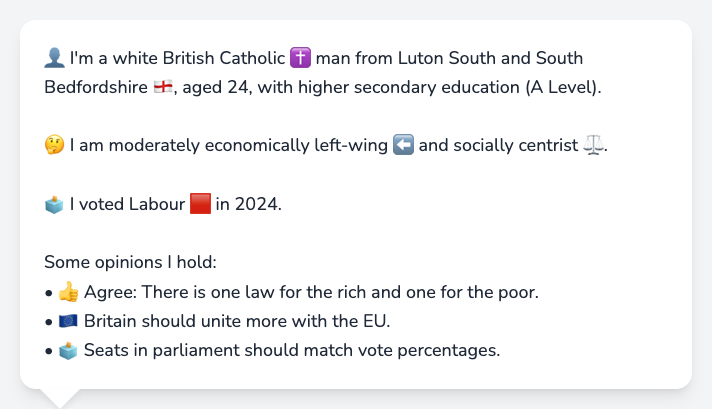 👤 I'm a white British Catholic ✝️ man from Luton South and South
Bedfordshire 🏴󠁧󠁢󠁥󠁮󠁧󠁿, aged 24, with higher secondary education (A Level).
🤔 I am moderately economically left-wing ⬅️ and socially centrist ⚖️.
🗳️ I voted Labour 🟥 in 2024.
Some opinions I hold:
• 👍 Agree: There is one law for the rich and one for the poor.
• 🇪🇺 Britain should unite more with the EU.
• 🗳️ Seats in parliament should match vote percentages.